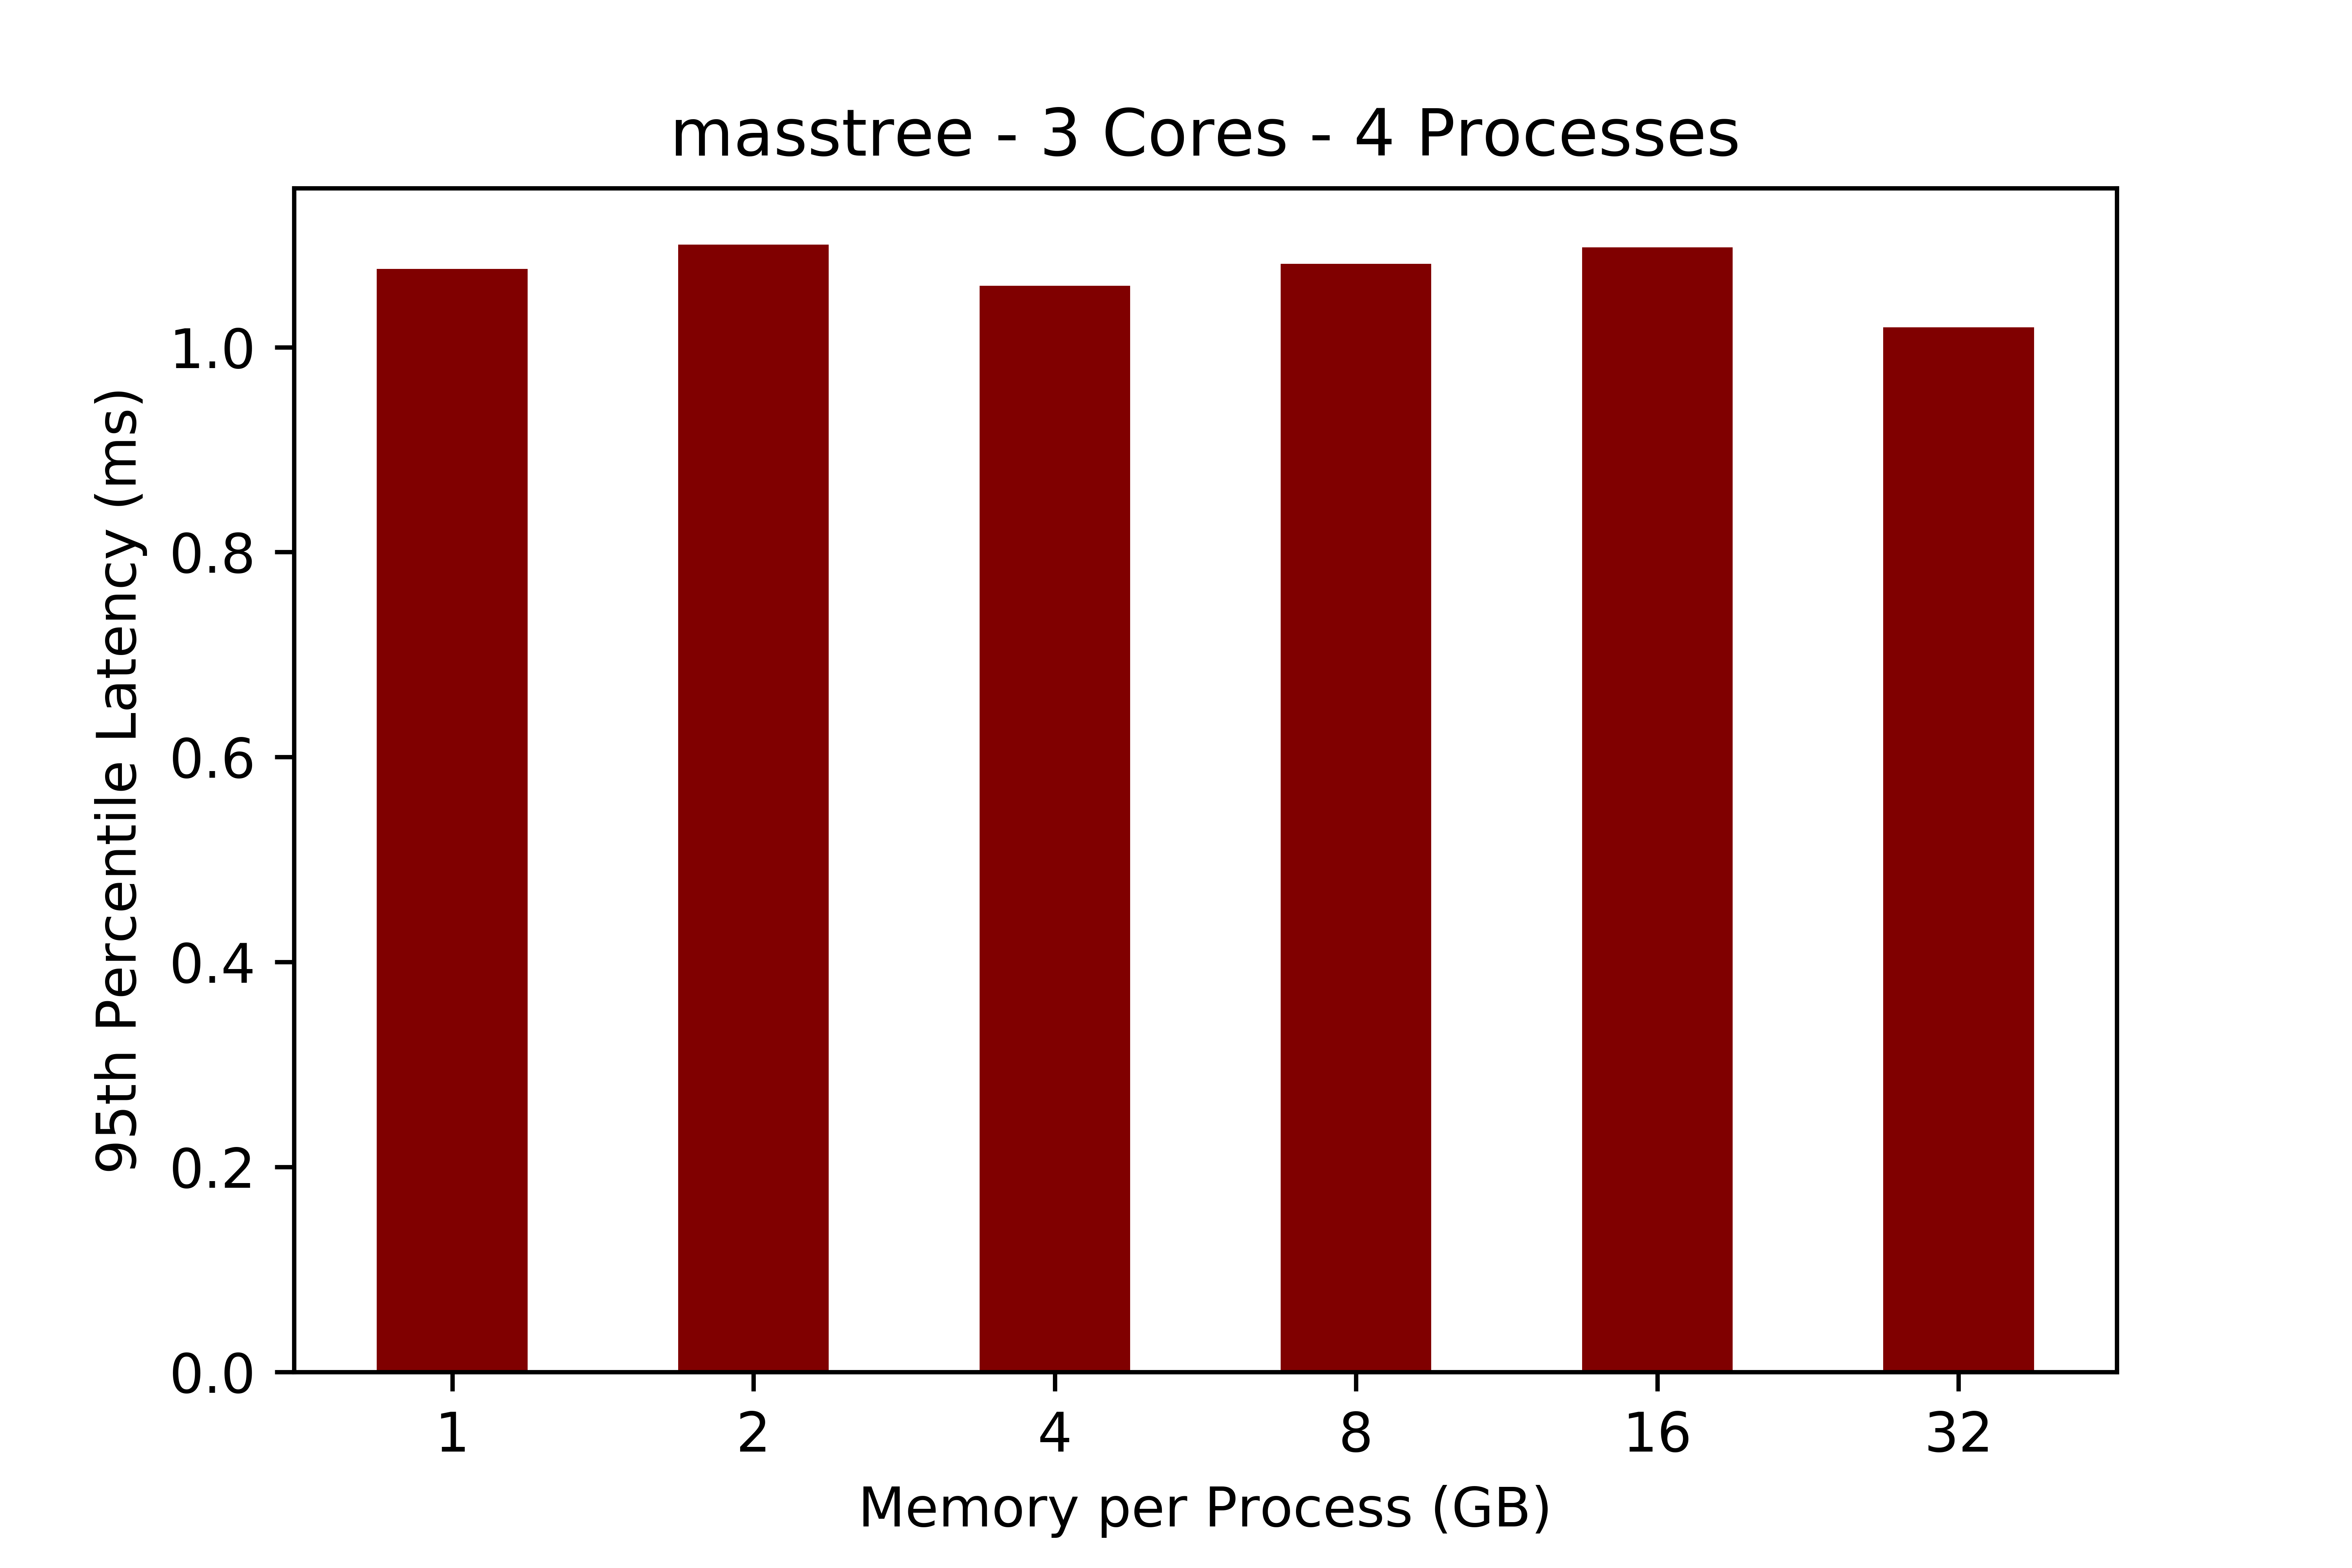 masstree - 3 Cores - 4 Processes
95th Percentile Latency (ms)
1.0
0.8
0.6
0.4
0.2
0.0
1 2 4 8 16 32
Memory per Process (GB)